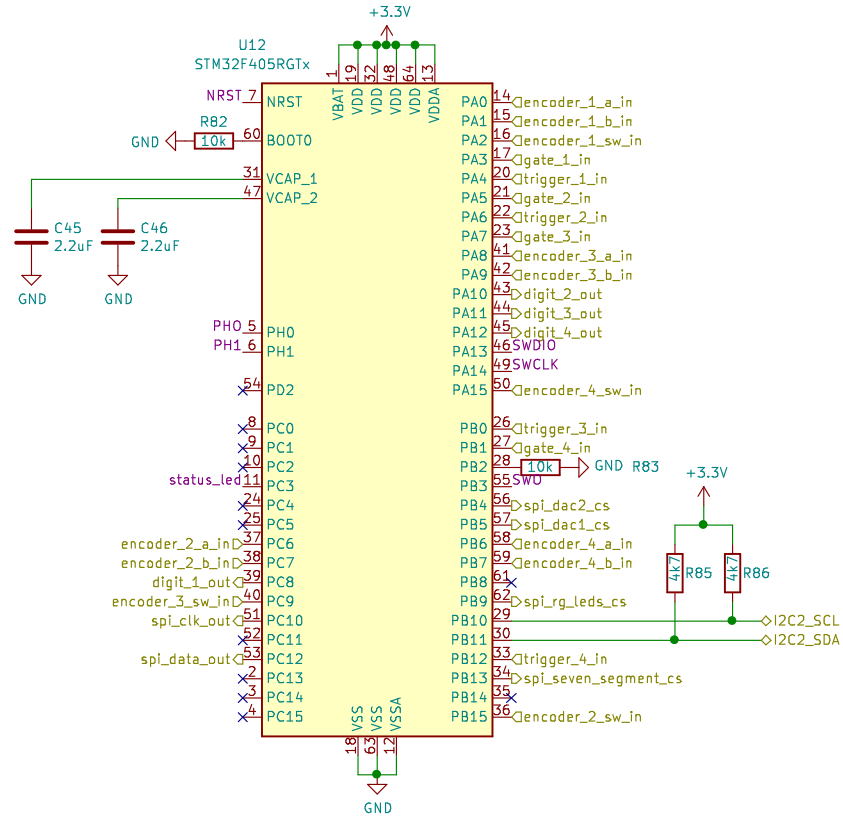 +3.3V
U12
STM32F405RGTx
1 19 32 48 64 13
VBAT VDD VDD VDD VDD VDDA
NRST 7 NRST
R82
GND 10k 60 BOOT0
31 VCAP_1
47 VCAP_2
C45
2.2uF
C46
2.2uF
GND
GND
PH0 5 PH0
PH1 6 PH1
54 PD2
8 PC0
9 PC1
10 PC2
status_led 11 PC3
24 PC4
25 PC5
encoder_2_a_in 37 PC6
encoder_2_b_in 38 PC7
digit_1_out 39 PC8
encoder_3_sw_in 40 PC9
spi_clk_out 51 PC10
52 PC11
spi_data_out 53 PC12
2 PC13
3 PC14
4 PC15
PA0 14 encoder_1_a_in
PA1 15 encoder_1_b_in
PA2 16 encoder_1_sw_in
PA3 17 gate_1_in
PA4 20 trigger_1_in
PA5 21 gate_2_in
PA6 22 trigger_2_in
PA7 23 gate_3_in
PA8 41 encoder_3_a_in
PA9 42 encoder_3_b_in
PA10 43 digit_2_out
PA11 44 digit_3_out
PA12 45 digit_4_out
PA13 46 SWDIO
PA14 49 SWCLK
PA15 50 encoder_4_sw_in
PB0 26 trigger_3_in
PB1 27 gate_4_in
PB2 28 10k GND R83
PB3 55 SWO
PB4 56 spi_dac2_cs
PB5 57 spi_dac1_cs
PB6 58 encoder_4_a_in
PB7 59 encoder_4_b_in
PB8 61
PB9 62 spi_rg_leds_cs
PB10 29 I2C2_SCL
PB11 30 I2C2_SDA
PB12 33 trigger_4_in
PB13 34 spi_seven_segment_cs
PB14 35
PB15 36 encoder_2_sw_in
+3.3V
4k7 R85
4k7 R86
VSS VSS VSSA
18 63 12
GND